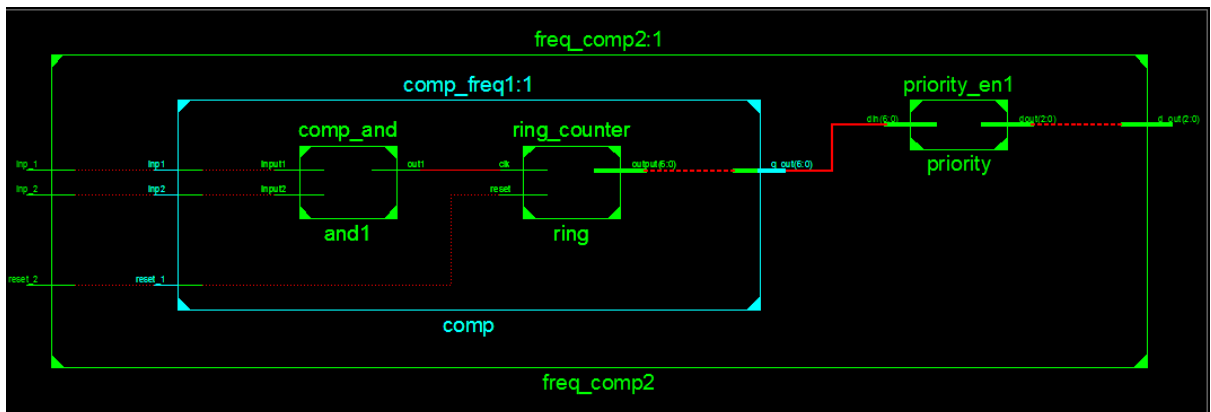 freq_comp2:1
comp_freq1:1
priority_en1
comp_and
ring_counter
din(6:0)
dout(2:0)
d_out(2:0)
priority
inp_1
inp1
input1
out1
clk
output(6:0)
q_out(6:0)
inp_2
inp2
input2
reset
and1
ring
reset_2
reset_1
comp
freq_comp2